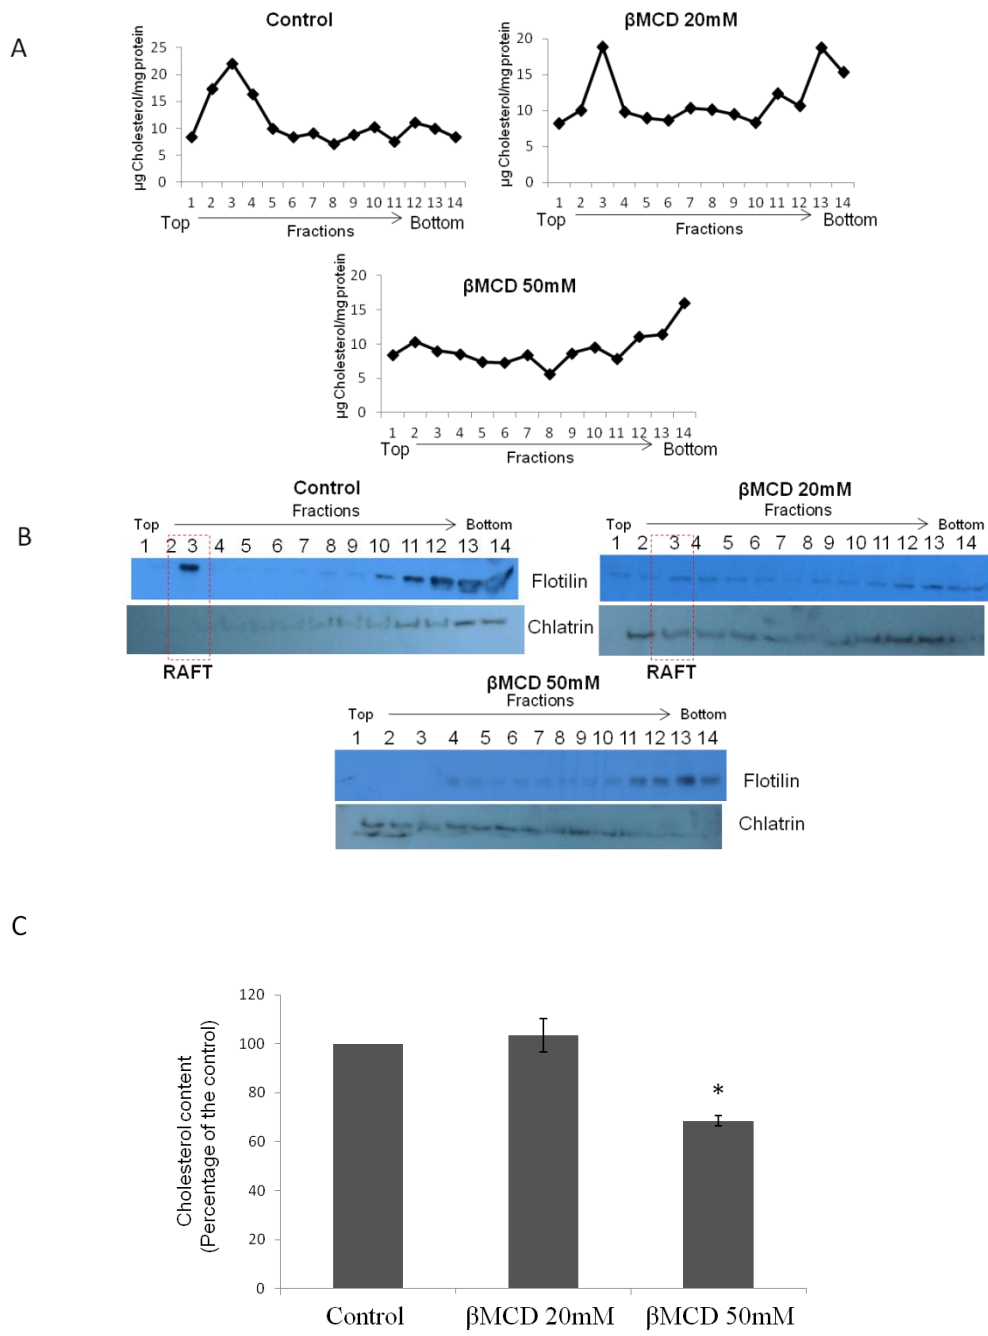 A
Control
µg Cholesterol/mg protein
25
20
15
10
5
0
1 2 3 4 5 6 7 8 9 10 11 12 13 14
Top Fractions Bottom
βMCD 20mM
µg Cholesterol/mg protein
20
15
10
5
0
1 2 3 4 5 6 7 8 9 10 11 12 13 14
Top Fractions Bottom
βMCD 50mM
µg Cholesterol/mg protein
20
15
10
5
0
1 2 3 4 5 6 7 8 9 10 11 12 13 14
Top Fractions Bottom
B
Control
Fractions
Top Bottom
1 2 3 4 5 6 7 8 9 10 11 12 13 14
Flotilin
Chlatrin
RAFT
βMCD 20mM
Fractions
Top Bottom
1 2 3 4 5 6 7 8 9 10 11 12 13 14
RAFT
βMCD 50mM
Fractions
Top Bottom
1 2 3 4 5 6 7 8 9 10 11 12 13 14
Flotilin
Chlatrin
C
Cholesterol content
(Percentage of the control)
120
100
80
60
40
20
0
*
Control βMCD 20mM βMCD 50mM